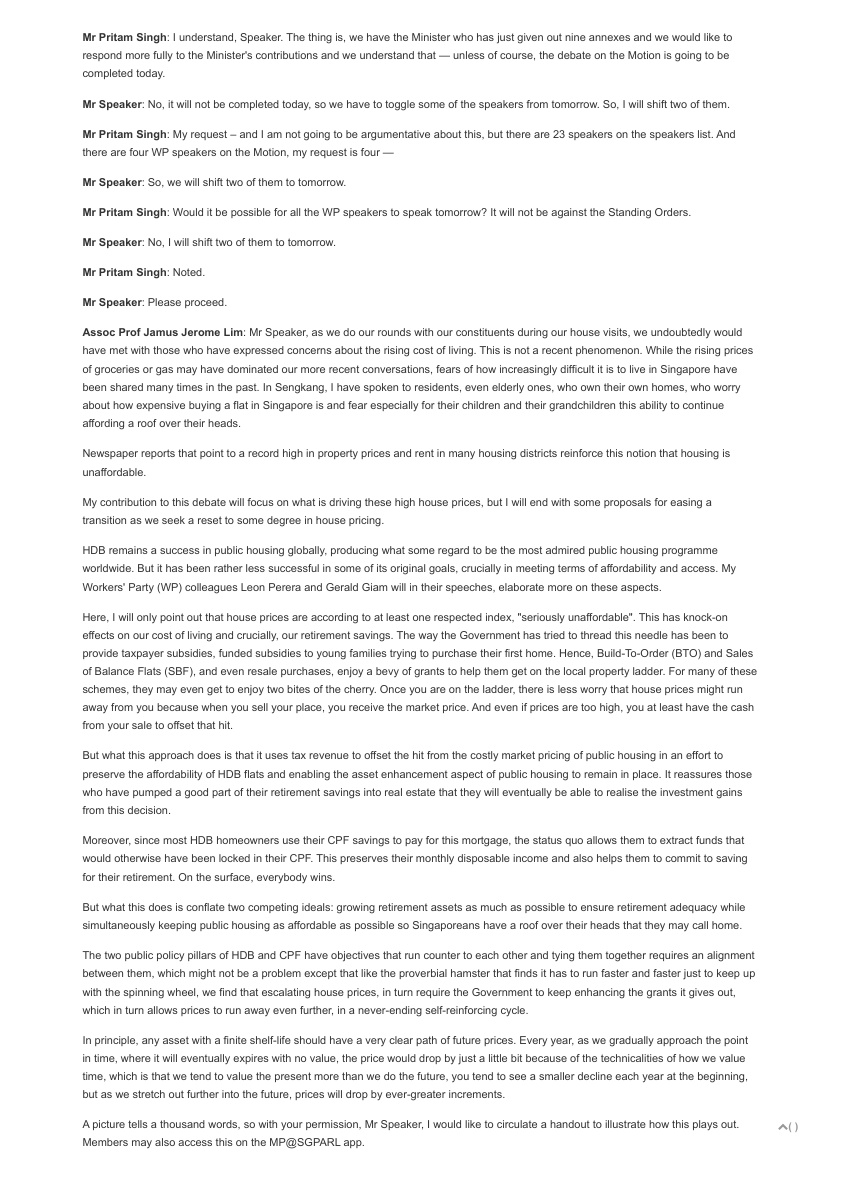 Mr Pritam Singh: I understand, Speaker. The thing is, we have the Minister who has just given out nine annexes and we would like to
respond more fully to the Minister's contributions and we understand that — unless of course, the debate on the Motion is going to be
completed today.
Mr Speaker: No, it will not be completed today, so we have to toggle some of the speakers from tomorrow. So, I will shift two of them.
Mr Pritam Singh: My request – and I am not going to be argumentative about this, but there are 23 speakers on the speakers list. And
there are four WP speakers on the Motion, my request is four —
Mr Speaker: So, we will shift two of them to tomorrow.
Mr Pritam Singh: Would it be possible for all the WP speakers to speak tomorrow? It will not be against the Standing Orders.
Mr Speaker: No, I will shift two of them to tomorrow.
Mr Pritam Singh: Noted.
Mr Speaker: Please proceed.
Assoc Prof Jamus Jerome Lim: Mr Speaker, as we do our rounds with our constituents during our house visits, we undoubtedly would
have met with those who have expressed concerns about the rising cost of living. This is not a recent phenomenon. While the rising prices
of groceries or gas may have dominated our more recent conversations, fears of how increasingly difficult it is to live in Singapore have
been shared many times in the past. In Sengkang, I have spoken to residents, even elderly ones, who own their own homes, who worry
about how expensive buying a flat in Singapore is and fear especially for their children and their grandchildren this ability to continue
affording a roof over their heads.
Newspaper reports that point to a record high in property prices and rent in many housing districts reinforce this notion that housing is
unaffordable.
My contribution to this debate will focus on what is driving these high house prices, but I will end with some proposals for easing a
transition as we seek a reset to some degree in house pricing.
HDB remains a success in public housing globally, producing what some regard to be the most admired public housing programme
worldwide. But it has been rather less successful in some of its original goals, crucially in meeting terms of affordability and access. My
Workers' Party (WP) colleagues Leon Perera and Gerald Giam will in their speeches, elaborate more on these aspects.
Here, I will only point out that house prices are according to at least one respected index, "seriously unaffordable". This has knock-on
effects on our cost of living and crucially, our retirement savings. The way the Government has tried to thread this needle has been to
provide taxpayer subsidies, funded subsidies to young families trying to purchase their first home. Hence, Build-To-Order (BTO) and Sales
of Balance Flats (SBF), and even resale purchases, enjoy a bevy of grants to help them get on the local property ladder. For many of these
schemes, they may even get to enjoy two bites of the cherry. Once you are on the ladder, there is less worry that house prices might run
away from you because when you sell your place, you receive the market price. And even if prices are too high, you at least have the cash
from your sale to offset that hit.
But what this approach does is that it uses tax revenue to offset the hit from the costly market pricing of public housing in an effort to
preserve the affordability of HDB flats and enabling the asset enhancement aspect of public housing to remain in place. It reassures those
who have pumped a good part of their retirement savings into real estate that they will eventually be able to realise the investment gains
from this decision.
Moreover, since most HDB homeowners use their CPF savings to pay for this mortgage, the status quo allows them to extract funds that
would otherwise have been locked in their CPF. This preserves their monthly disposable income and also helps them to commit to saving
for their retirement. On the surface, everybody wins.
But what this does is conflate two competing ideals: growing retirement assets as much as possible to ensure retirement adequacy while
simultaneously keeping public housing as affordable as possible so Singaporeans have a roof over their heads that they may call home.
The two public policy pillars of HDB and CPF have objectives that run counter to each other and tying them together requires an alignment
between them, which might not be a problem except that like the proverbial hamster that finds it has to run faster and faster just to keep up
with the spinning wheel, we find that escalating house prices, in turn require the Government to keep enhancing the grants it gives out,
which in turn allows prices to run away even further, in a never-ending self-reinforcing cycle.
In principle, any asset with a finite shelf-life should have a very clear path of future prices. Every year, as we gradually approach the point
in time, where it will eventually expires with no value, the price would drop by just a little bit because of the technicalities of how we value
time, which is that we tend to value the present more than we do the future, you tend to see a smaller decline each year at the beginning,
but as we stretch out further into the future, prices will drop by ever-greater increments.
A picture tells a thousand words, so with your permission, Mr Speaker, I would like to circulate a handout to illustrate how this plays out.
Members may also access this on the MP@SGPARL app.
( )